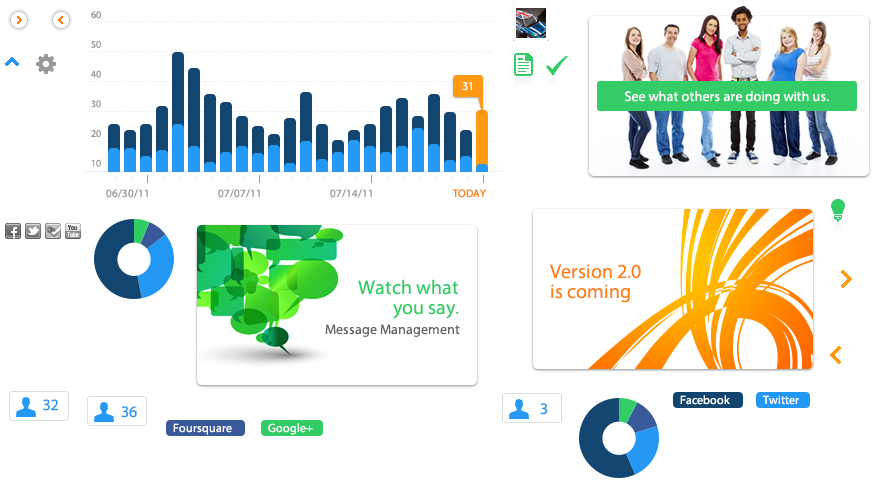 60
50
40
30
20
10
31
06/30/11
07/07/11
07/14/11
TODAY
See what others are doing with us.
You
Tube
Watch what
you say.
Message Management
Version 2.0
is coming
32
36
Foursquare
Google+
3
Facebook
Twitter